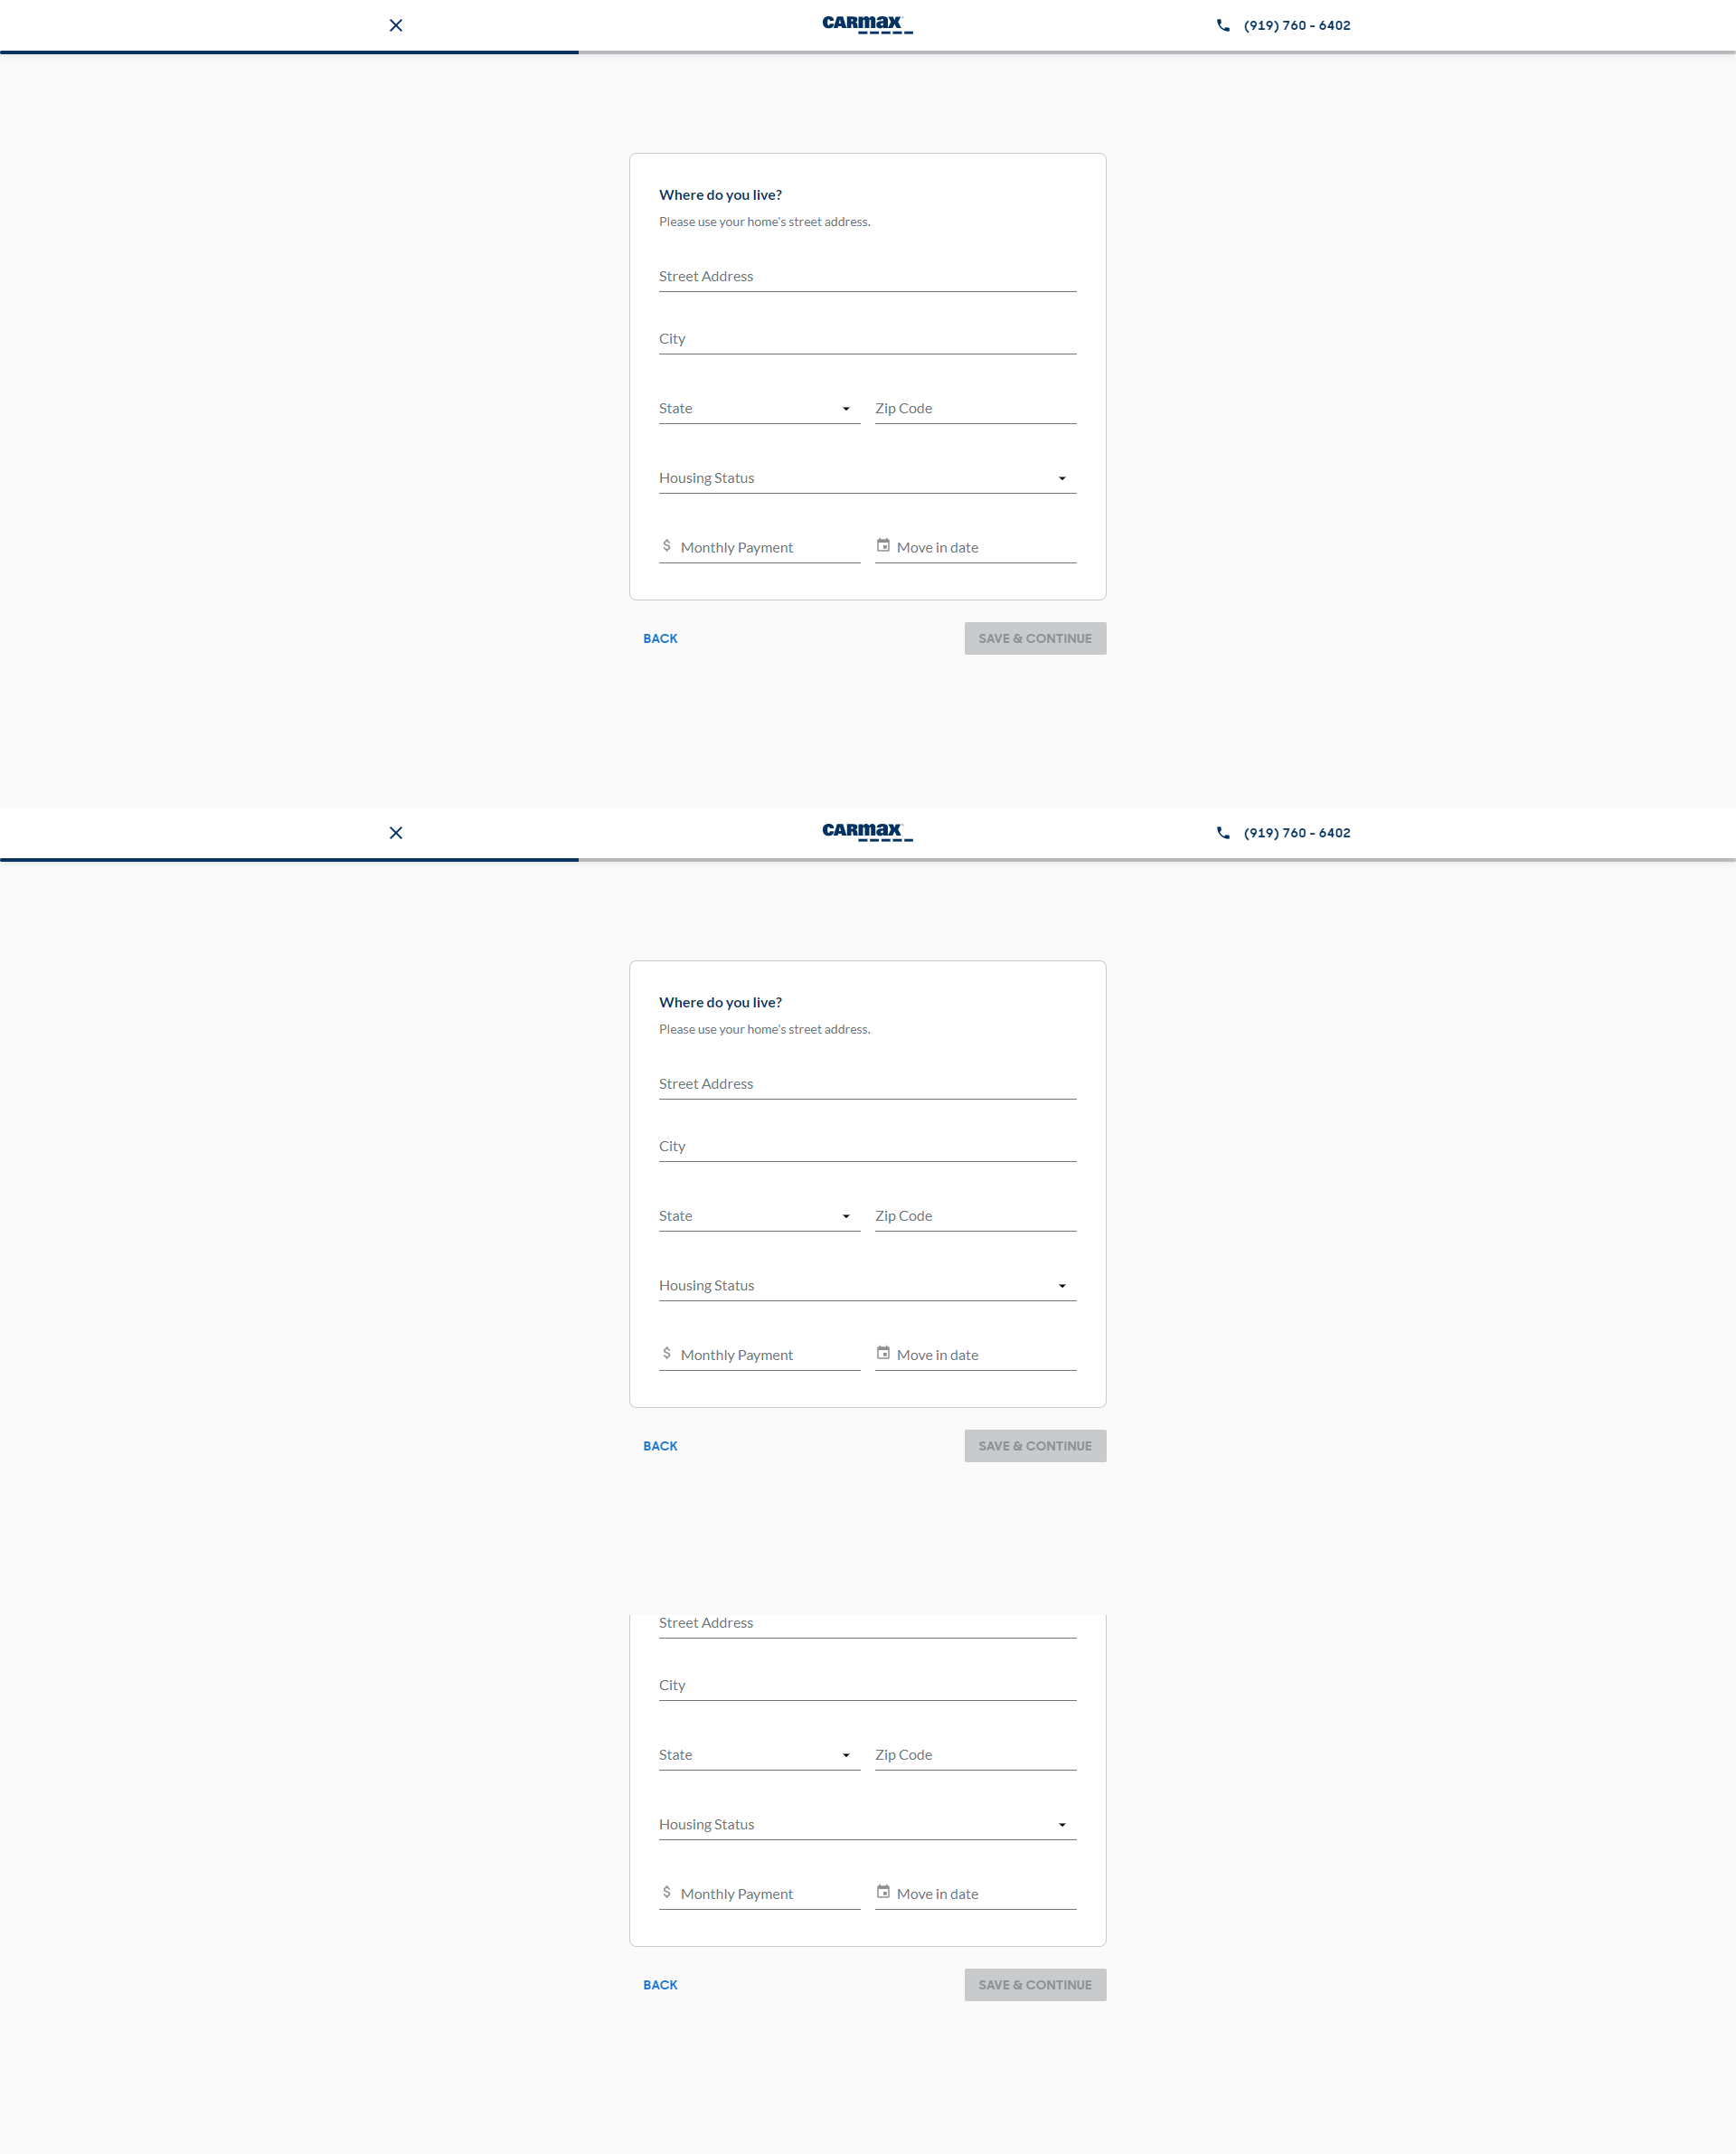 CARMAX
(919) 760 - 6402
Where do you live?
Please use your home's street address.
Street Address
City
State Zip Code
Housing Status
$ Monthly Payment Move in date
BACK SAVE & CONTINUE
CARMAX
(919) 760 - 6402
Where do you live?
Please use your home's street address.
Street Address
City
State Zip Code
Housing Status
$ Monthly Payment Move in date
BACK SAVE & CONTINUE
Street Address
City
State Zip Code
Housing Status
$ Monthly Payment Move in date
BACK SAVE & CONTINUE